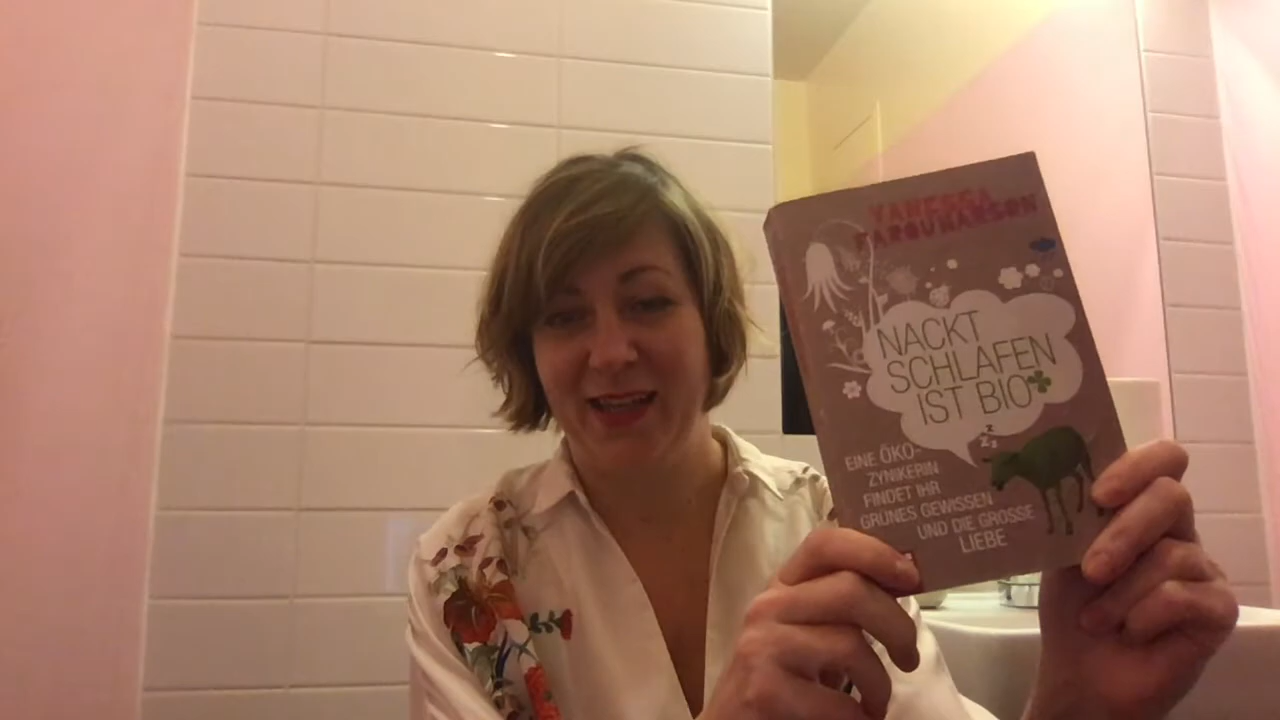 VANESSA
FARQUHARSON
NACKT
SCHLAFEN
IST BIO
z
z
z
EINE ÖKO-
ZYNIKERIN
FINDET IHR
GRÜNES GEWISSEN
UND DIE GROSSE
LIEBE